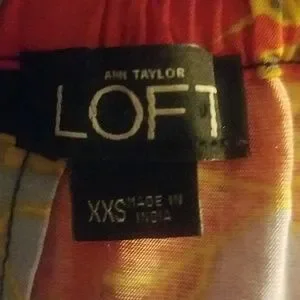 ANN TAYLOR
LOFT
XXS MADE IN
INDIA